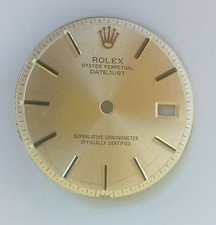 ROLEX
OYSTER PERPETUAL
DATEJUST
SUPERLATIVE CHRONOMETER
OFFICIALLY CERTIFIED